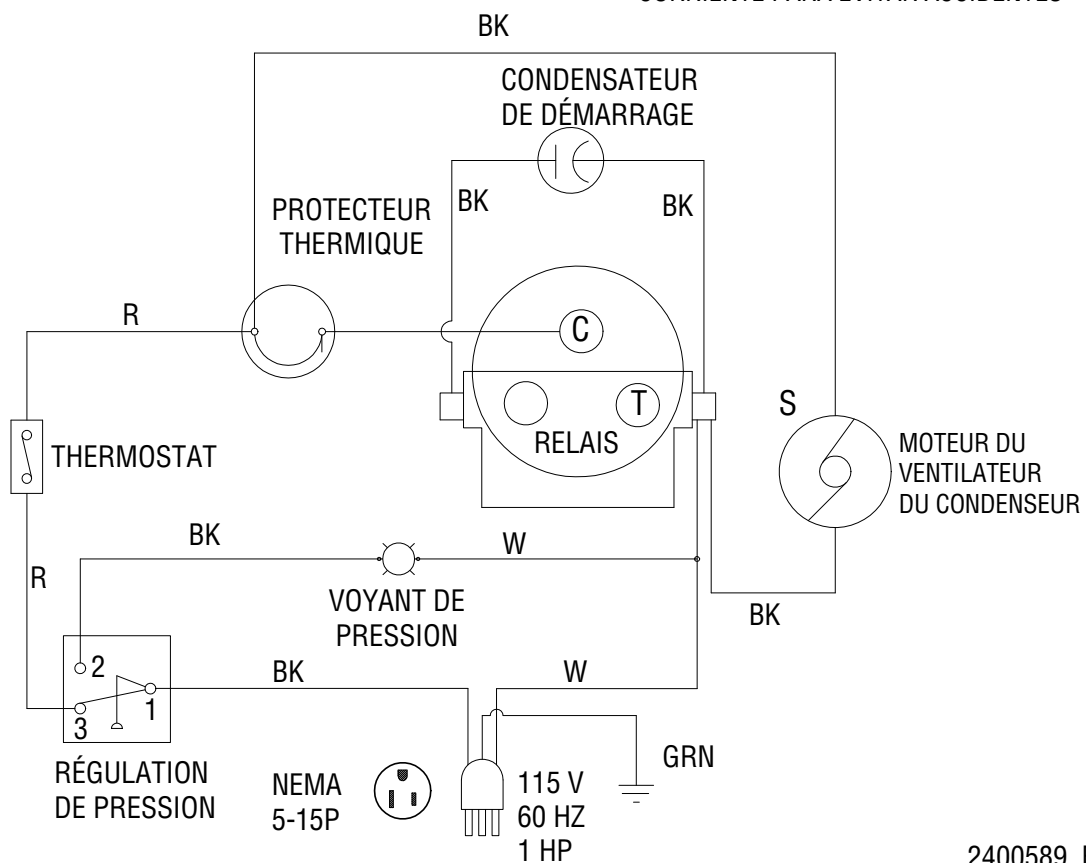 BK
CONDENSATEUR
DE DÉMARRAGE
BK
BK
PROTECTEUR
THERMIQUE
R
C
T
S
RELAIS
THERMOSTAT
MOTEUR DU
VENTILATEUR
DU CONDENSEUR
BK
W
R
VOYANT DE
PRESSION
BK
2
BK
W
1
3
GRN
RÉGULATION
DE PRESSION
NEMA
5-15P
115 V
60 HZ
1 HP
2400589